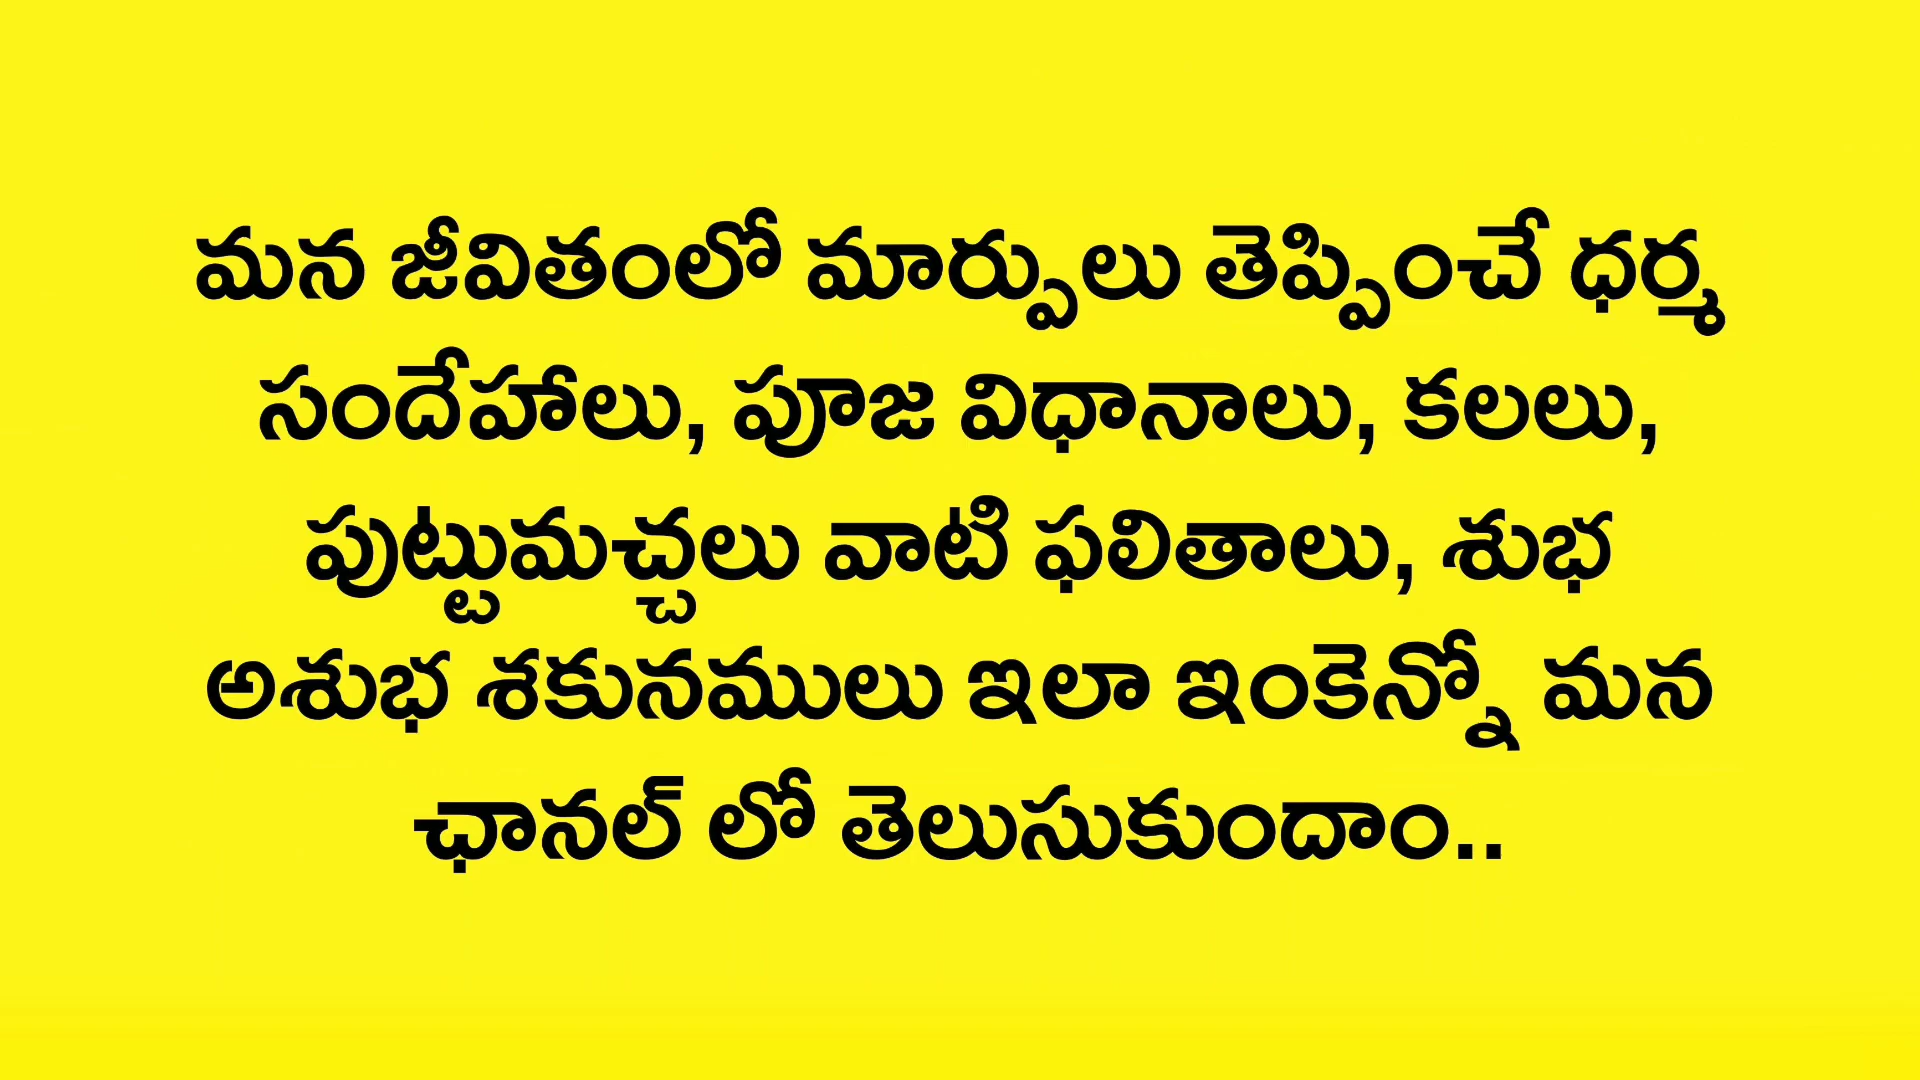 మన జీవితంలో మార్పులు తెప్పించే ధర్మ
సందేహాలు, పూజ విధానాలు, కలలు,
పుట్టుమచ్చలు వాటి ఫలితాలు, శుభ
అశుభ శకునములు ఇలా ఇంకెన్నో మన
ఛానల్ లో తెలుసుకుందాం..